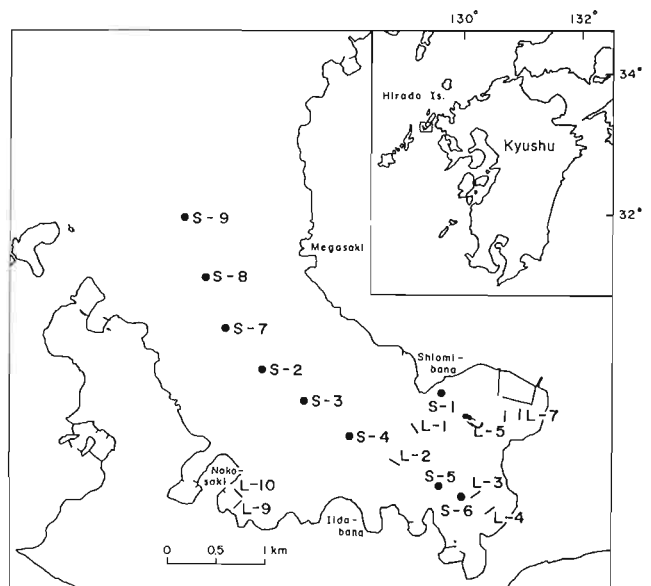 130° 132°
34°
Hirado Is.
Kyushu
32°
S-9
Megasaki
S-8
S-7
Shiomi-
bana
S-2
S-3
S-1
L-7
L-1
L-5
S-4
L-2
Noko-
saki
S-5
L-3
L-10
S-6
L-9
L-4
Iida-
bana
0 0.5 1 km